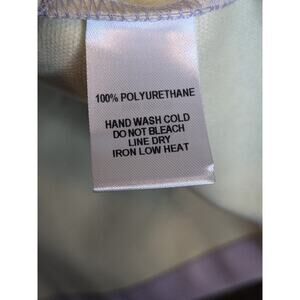 100% POLYURETHANE
HAND WASH COLD
DO NOT BLEACH
LINE DRY
IRON LOW HEAT